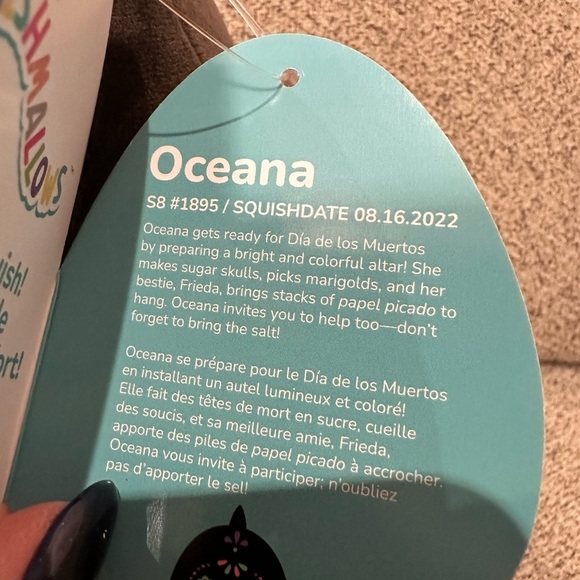 Oceana
S8 #1895 / SQUISHDATE 08.16.2022
Oceana gets ready for Día de los Muertos
by preparing a bright and colorful altar! She
makes sugar skulls, picks marigolds, and her
bestie, Frieda, brings stacks of papel picado to
hang. Oceana invites you to help too—don't
forget to bring the salt!
Oceana se prépare pour le Día de los Muertos
en installant un autel lumineux et coloré!
Elle fait des têtes de mort en sucre, cueille
des soucis, et sa meilleure amie, Frieda,
apporte des piles de papel picado à accrocher.
Oceana vous invite à participer; n'oubliez
pas d'apporter le sel!